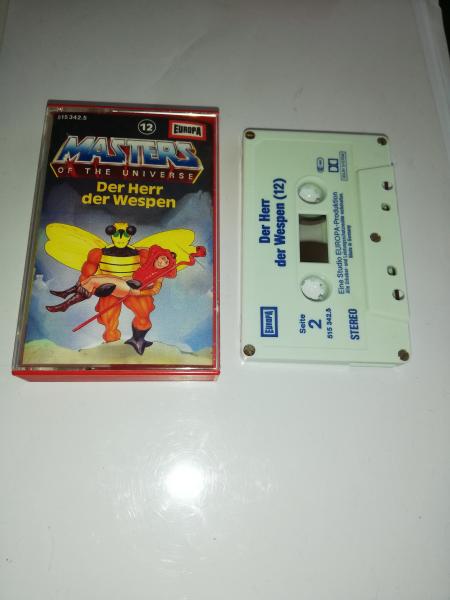 515 342.5
12
EUROPA
MASTERS
OF THE UNIVERSE
Der Herr
der Wespen
Der Herr
der Wespen (12)
EUROPA
Seite
2
515 342.5
STEREO
Eine Studio EUROPA-Produktion